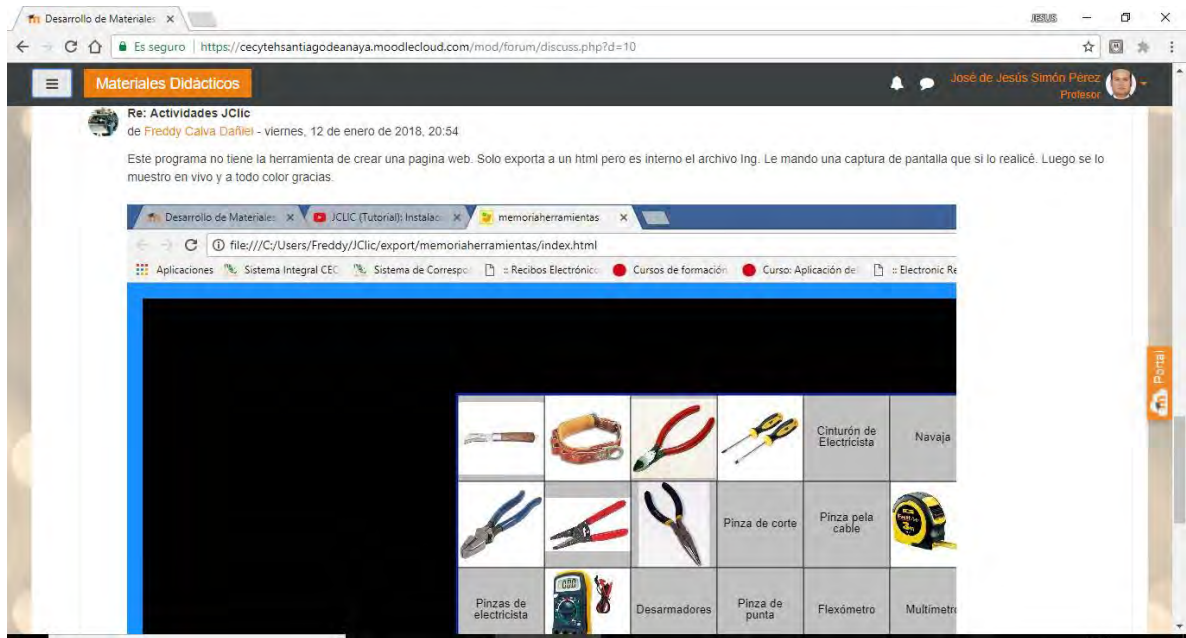 Desarrollo de Materiales
JESUS
Es seguro | https://cecytehsantiagodeanaya.moodlecloud.com/mod/forum/discuss.php?d=10
Materiales Didácticos
José de Jesús Simón Pérez
Profesor
Re: Actividades JClic
de Freddy Calva Dañiel - viernes, 12 de enero de 2018, 20:54
Este programa no tiene la herramienta de crear una pagina web. Solo exporta a un html pero es interno el archivo Ing. Le mando una captura de pantalla que si lo realicé. Luego se lo
muestro en vivo y a todo color gracias.
Desarrollo de Materiales
JCLIC (Tutorial): Instalac
memoriaherramientas
file:///C:/Users/Freddy/JClic/export/memoriaherramientas/index.html
Aplicaciones
Sistema Integral CEC
Sistema de Correspo
:: Recibos Electrónic
Cursos de formación
Curso: Aplicación de
:: Electronic Re
Portal
Cinturón de
Electricista
Navaja
Pinza de corte
Pinza pela
cable
3m
Pinzas de
electricista
000
Desarmadores
Pinza de
punta
Flexómetro
Multímetro